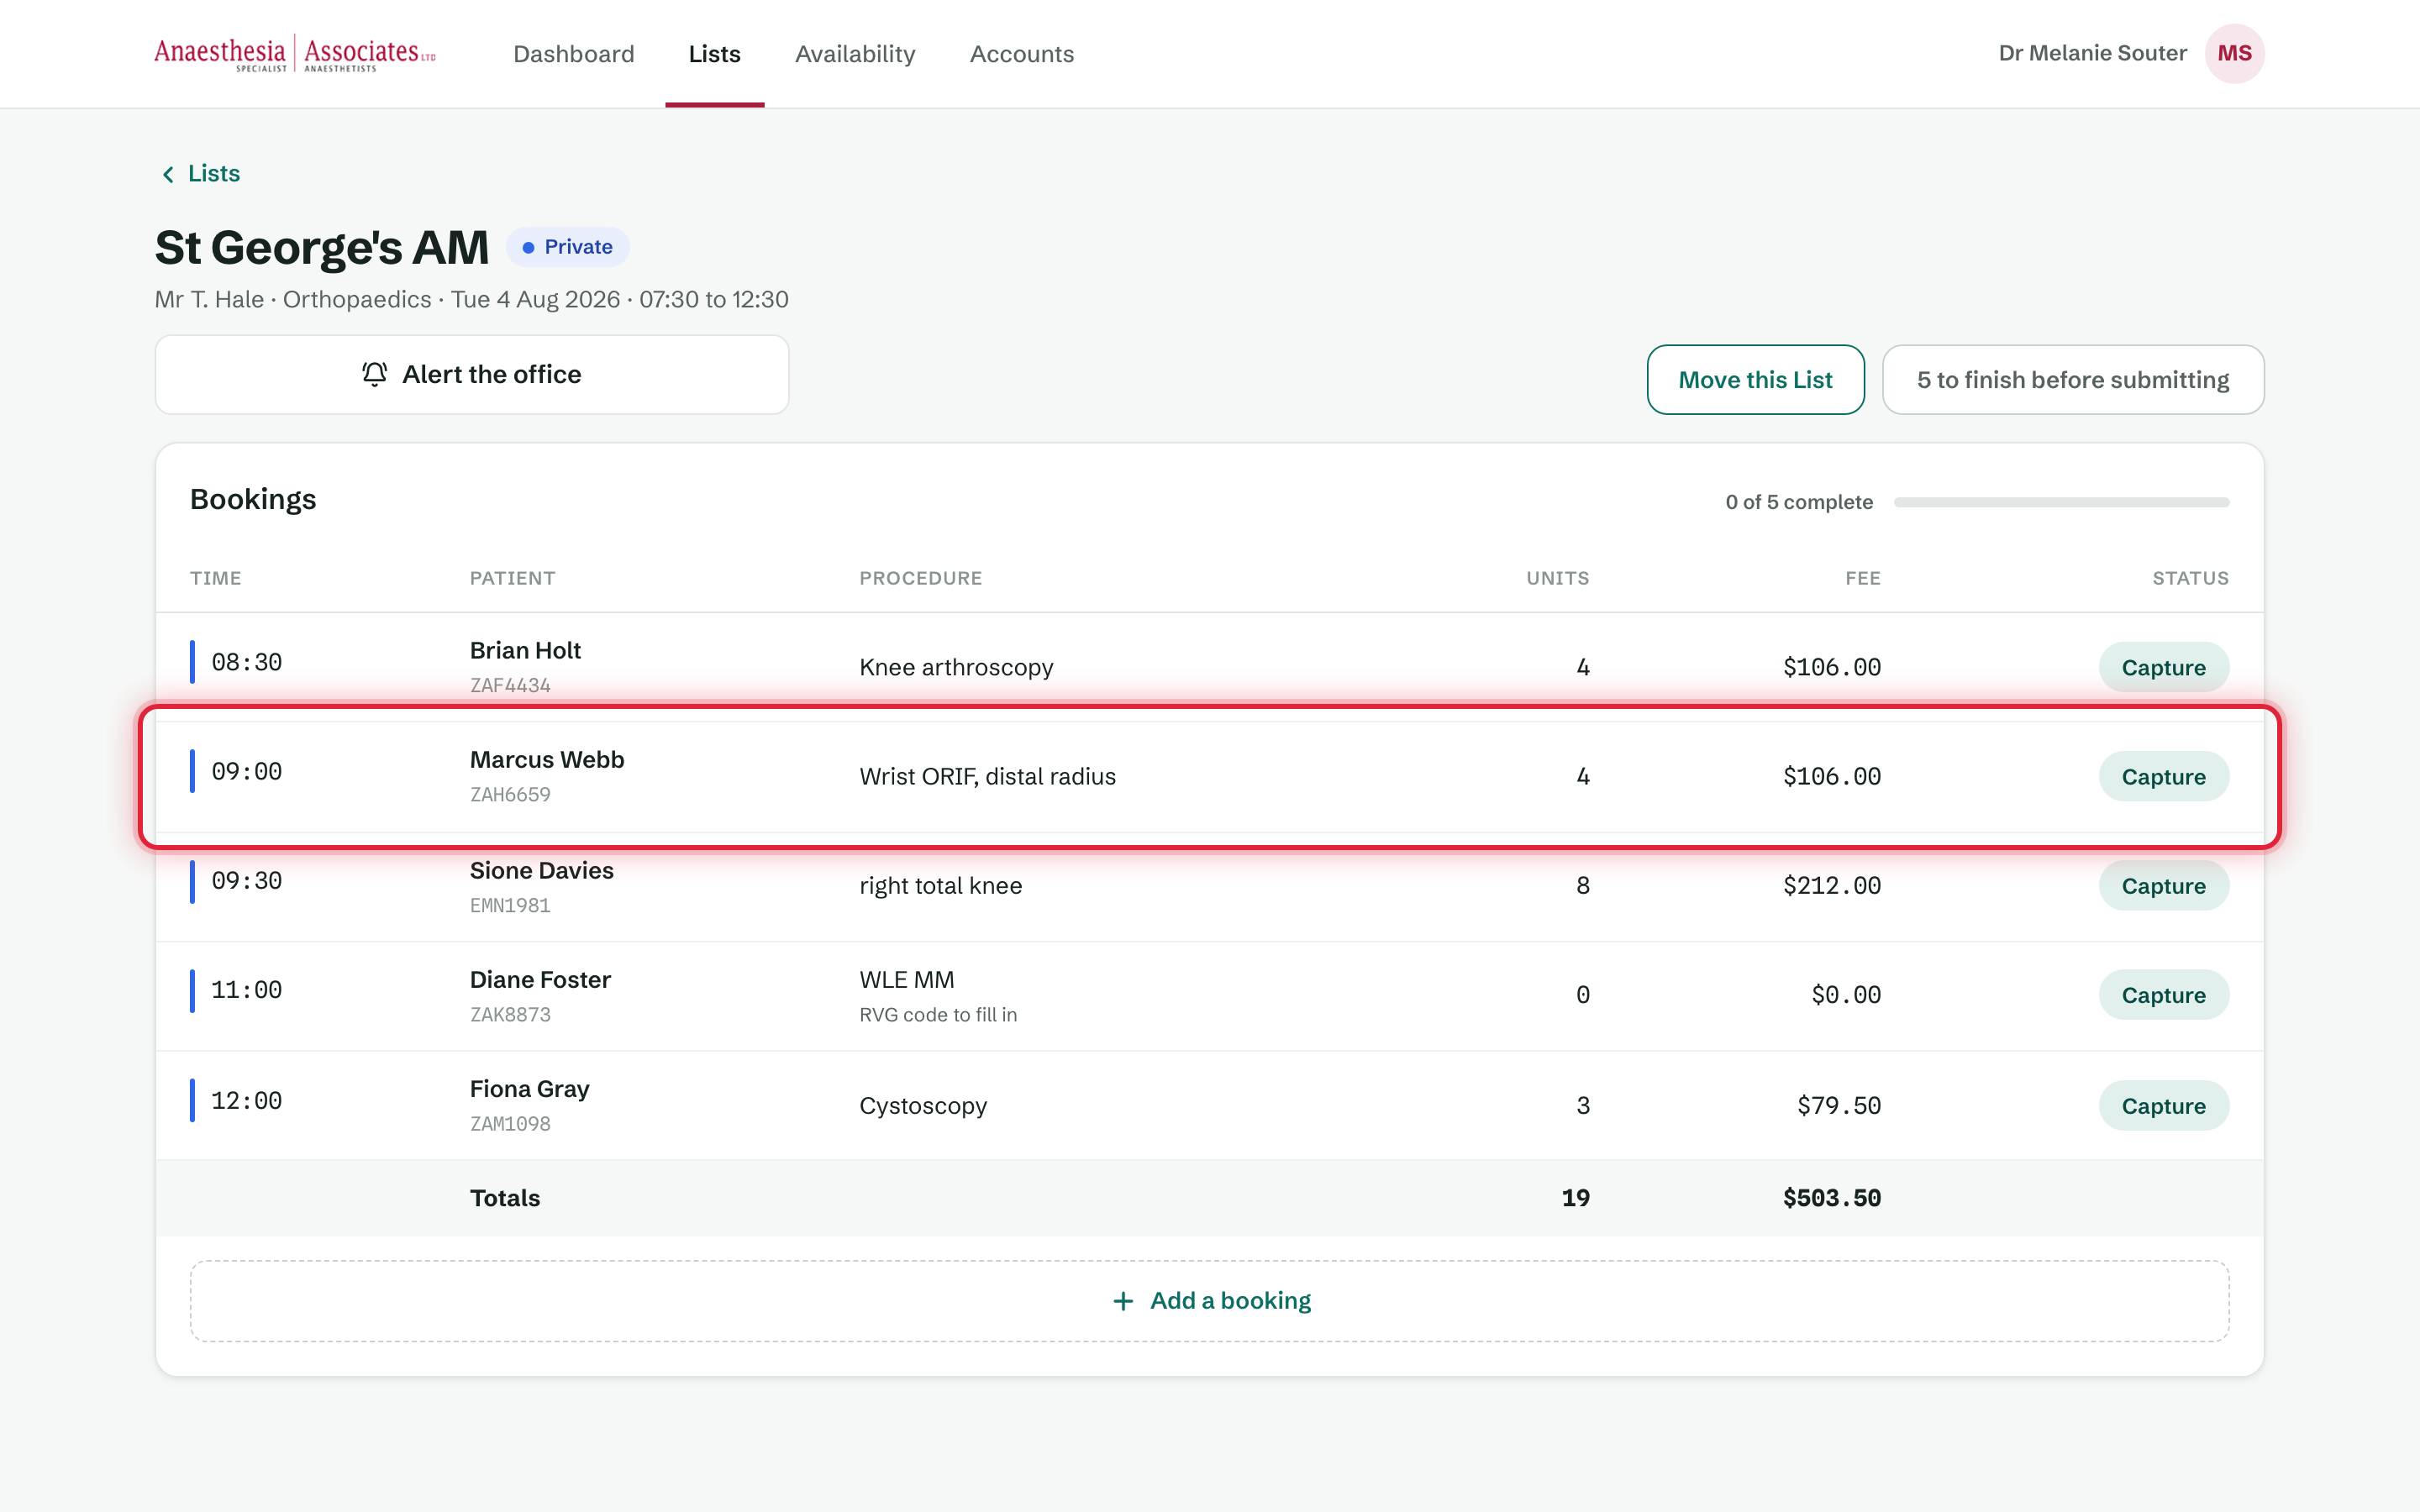 Anaesthesia | Associates LTD
SPECIALIST ANAESTHETISTS
Dashboard
Lists
Availability
Accounts
Dr Melanie Souter
MS
Lists
St George's AM
Private
Mr T. Hale · Orthopaedics · Tue 4 Aug 2026 · 07:30 to 12:30
Alert the office
Move this List
5 to finish before submitting
Bookings
0 of 5 complete
TIME PATIENT PROCEDURE UNITS FEE STATUS
08:30 Brian Holt Knee arthroscopy 4 $106.00 Capture
ZAF4434
09:00 Marcus Webb Wrist ORIF, distal radius 4 $106.00 Capture
ZAH6659
09:30 Sione Davies right total knee 8 $212.00 Capture
EMN1981
11:00 Diane Foster WLE MM 0 $0.00 Capture
ZAK8873 RVG code to fill in
12:00 Fiona Gray Cystoscopy 3 $79.50 Capture
ZAM1098
Totals 19 $503.50
+ Add a booking